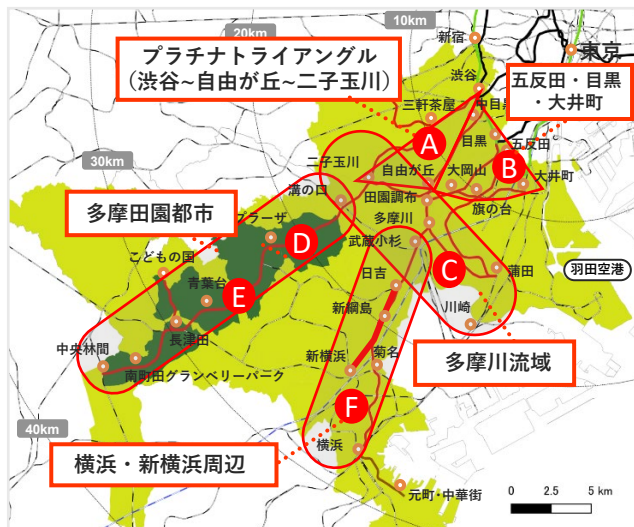 10km
20km
新宿
東京
プラチナトライアングル
(渋谷~自由が丘~二子玉川)
渋谷
五反田・目黒
・大井町
三軒茶屋
中目黒
目黒
A
五反田
30km
二子玉川
自由が丘
大岡山
B
大井町
溝の口
田園調布
旗の台
多摩田園都市
プラーザ
多摩川
D
武蔵小杉
こどもの国
日吉
C
蒲田
羽田空港
青葉台
E
新綱島
川崎
中央林間
長津田
新横浜
菊名
多摩川流域
南町田グランベリーパーク
F
40km
横浜
横浜・新横浜周辺
元町・中華街
0 2.5 5 km